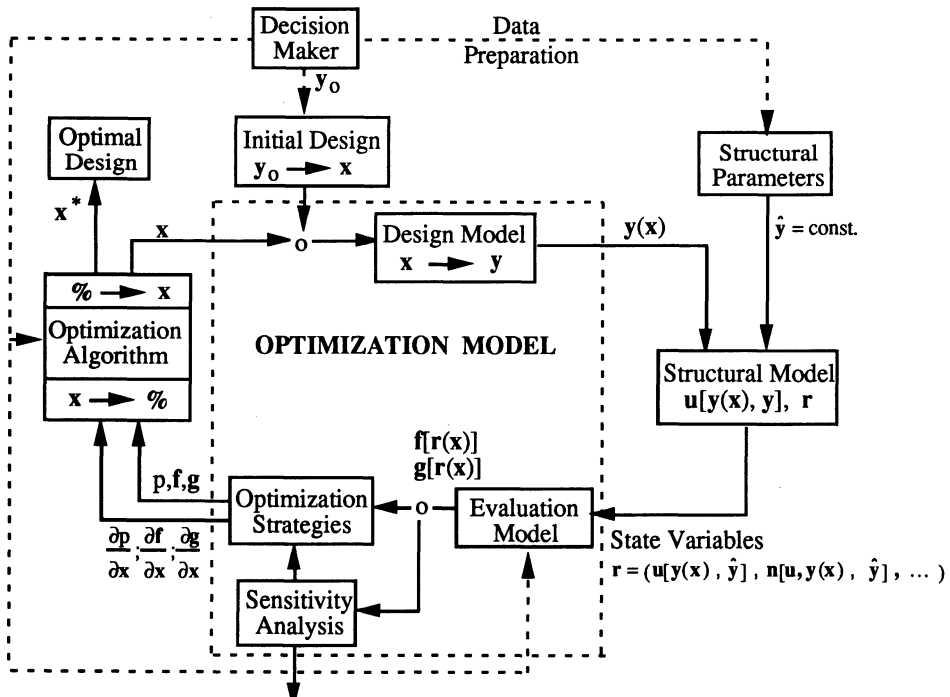 Decision
Maker
Data
Preparation
y₀
Optimal
Design
Initial Design
y₀ → x
Structural
Parameters
x*
x
o
Design Model
x → y
y(x)
ŷ = const.
% → x
Optimization
Algorithm
x → %
OPTIMIZATION MODEL
Structural Model
u[y(x), y], r
f[r(x)]
g[r(x)]
p,f,g
Optimization
Strategies
o
Evaluation
Model
∂p/∂x ; ∂f/∂x ; ∂g/∂x
State Variables
r = (u[y(x) , ŷ] , n[u, y(x) , ŷ] , ... )
Sensitivity
Analysis